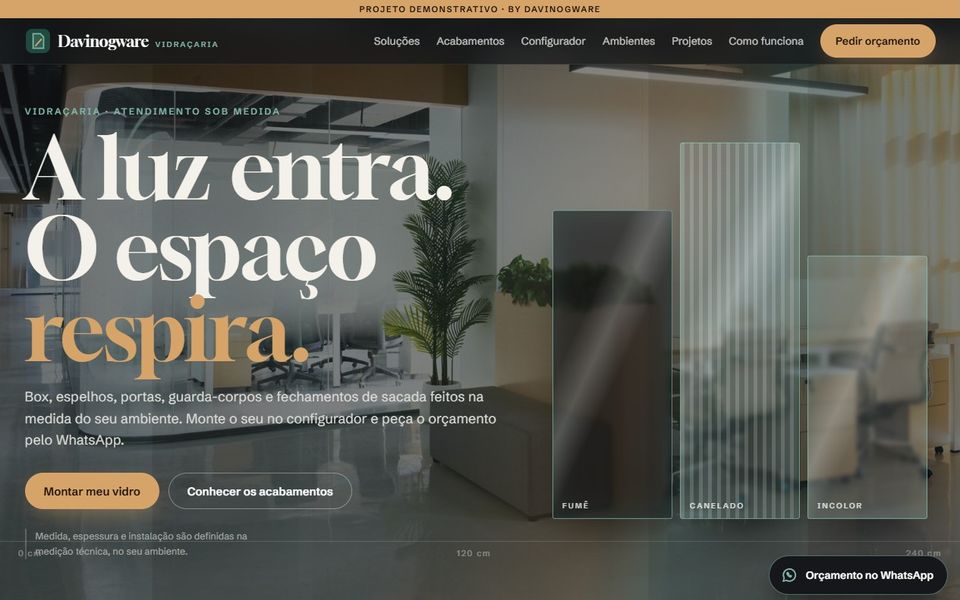 PROJETO DEMONSTRATIVO • BY DAVINOGWARE
Davinogware VIDRAÇARIA
Soluções
Acabamentos
Configurador
Ambientes
Projetos
Como funciona
Pedir orçamento
VIDRAÇARIA • ATENDIMENTO SOB MEDIDA
A luz entra.
O espaço
respira.
Box, espelhos, portas, guarda-corpos e fechamentos de sacada feitos na
medida do seu ambiente. Monte o seu no configurador e peça o orçamento
pelo WhatsApp.
Montar meu vidro
Conhecer os acabamentos
FUMÊ
CANELADO
INCOLOR
Medida, espessura e instalação são definidas na
medição técnica, no seu ambiente.
0 cm
120 cm
240 cm
Orçamento no WhatsApp